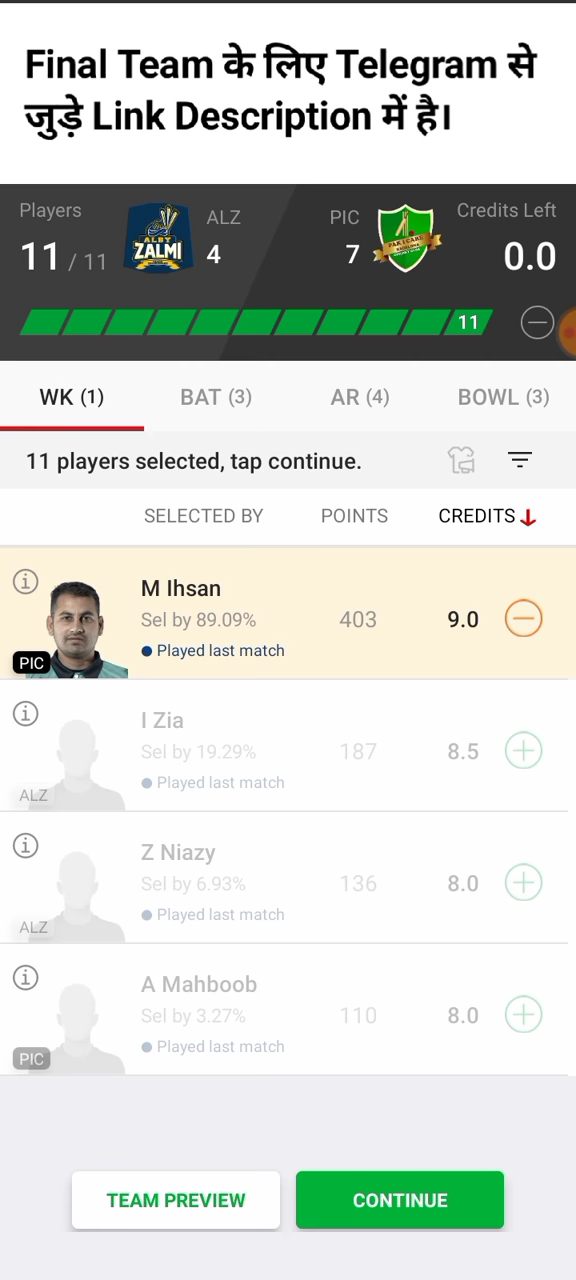 Final Team के लिए Telegram से
जुड़े Link Description में है।
Players
ALZ
PIC
Credits Left
11 / 11
ALBY
ZALMI
4
7
PAK I CARE
0.0
11
WK (1)
BAT (3)
AR (4)
BOWL (3)
11 players selected, tap continue.
SELECTED BY
POINTS
CREDITS
M Ihsan
Sel by 89.09%
403
9.0
Played last match
PIC
I Zia
Sel by 19.29%
187
8.5
Played last match
ALZ
Z Niazy
Sel by 6.93%
136
8.0
Played last match
ALZ
A Mahboob
Sel by 3.27%
110
8.0
Played last match
PIC
TEAM PREVIEW
CONTINUE